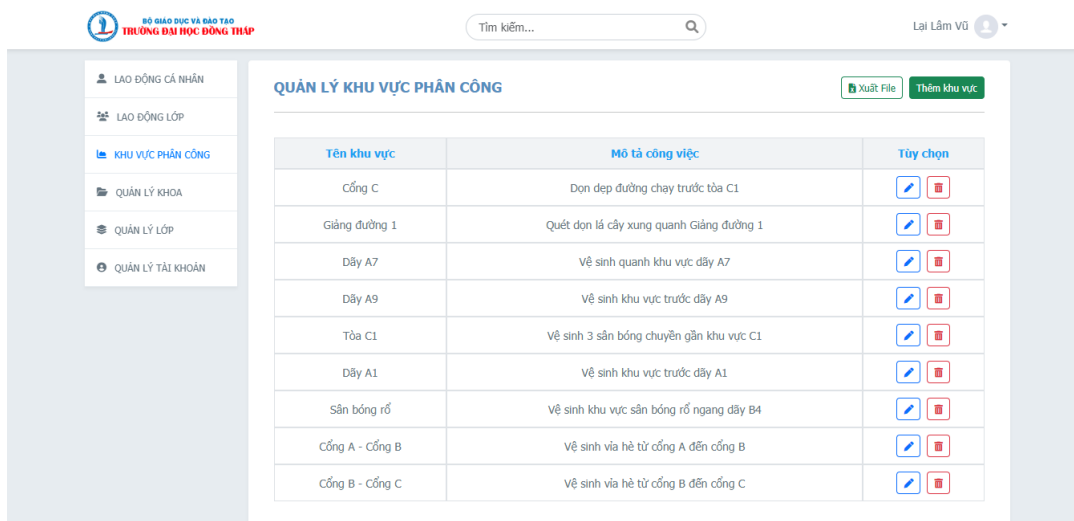 BỘ GIÁO DỤC VÀ ĐÀO TẠO
TRƯỜNG ĐẠI HỌC ĐỒNG THÁP
Tìm kiếm...
Lại Lâm Vũ
LAO ĐỘNG CÁ NHÂN
LAO ĐỘNG LỚP
KHU VỰC PHÂN CÔNG
QUẢN LÝ KHOA
QUẢN LÝ LỚP
QUẢN LÝ TÀI KHOẢN
QUẢN LÝ KHU VỰC PHÂN CÔNG
Xuất File Thêm khu vực
Tên khu vực Mô tả công việc Tùy chọn
Cổng C Dọn dẹp đường chạy trước tòa C1
Giảng đường 1 Quét dọn lá cây xung quanh Giảng đường 1
Dãy A7 Vệ sinh quanh khu vực dãy A7
Dãy A9 Vệ sinh khu vực trước dãy A9
Tòa C1 Vệ sinh 3 sân bóng chuyền gần khu vực C1
Dãy A1 Vệ sinh khu vực trước dãy A1
Sân bóng rổ Vệ sinh khu vực sân bóng rổ ngang dãy B4
Cổng A - Cổng B Vệ sinh vỉa hè từ cổng A đến cổng B
Cổng B - Cổng C Vệ sinh vỉa hè từ cổng B đến cổng C